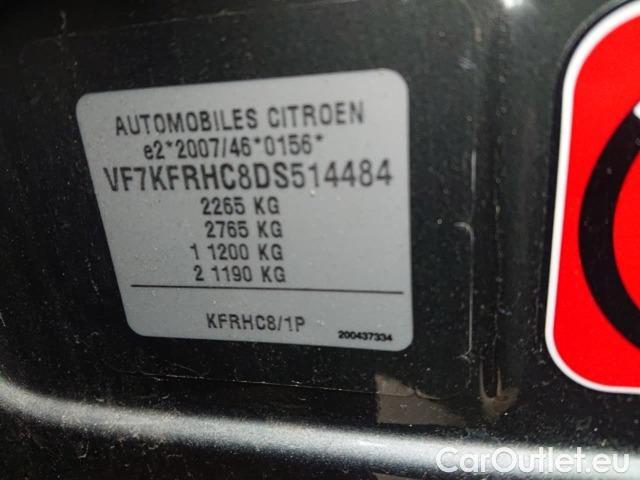 AUTOMOBILES CITROEN
e2*2007/46*0156*
VF7KFRHC8DS514484
2265 KG
2765 KG
1 1200 KG
2 1190 KG
KFRHC8/1P
200437334
CarOutlet.eu